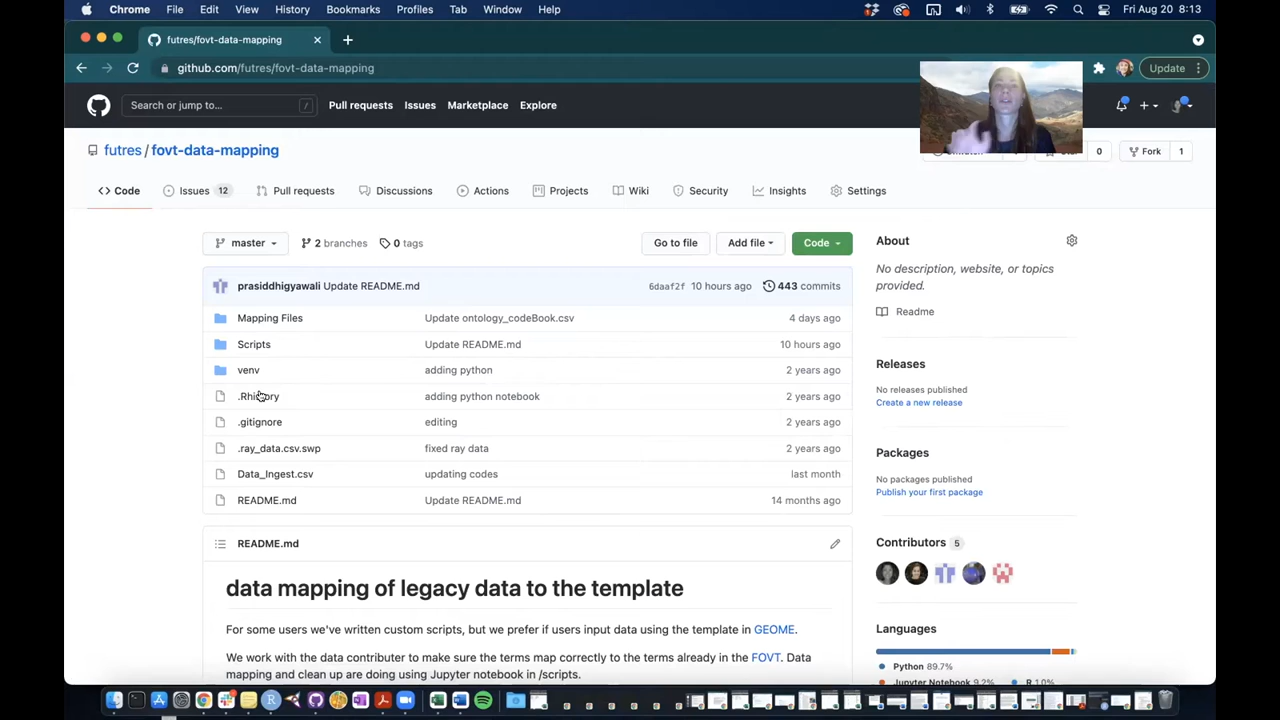 Chrome File Edit View History Bookmarks Profiles Tab Window Help Fri Aug 20 8:13
futres/fovt-data-mapping
github.com/futres/fovt-data-mapping Update
Search or jump to... / Pull requests Issues Marketplace Explore
futres / fovt-data-mapping 0 Fork 1
Code Issues 12 Pull requests Discussions Actions Projects Wiki Security Insights Settings
master 2 branches 0 tags Go to file Add file Code
About
No description, website, or topics
provided.
Readme
prasiddhigyawali Update README.md 6daaf2f 10 hours ago 443 commits
Mapping Files Update ontology_codeBook.csv 4 days ago
Scripts Update README.md 10 hours ago
venv adding python 2 years ago
.Rhistory adding python notebook 2 years ago
.gitignore editing 2 years ago
.ray_data.csv.swp fixed ray data 2 years ago
Data_Ingest.csv updating codes last month
README.md Update README.md 14 months ago
Releases
No releases published
Create a new release
Packages
No packages published
Publish your first package
README.md
data mapping of legacy data to the template
For some users we've written custom scripts, but we prefer if users input data using the template in GEOME.
We work with the data contributor to make sure the terms map correctly to the terms already in the FOVT. Data
mapping and clean up are doing using Jupyter notebook in /scripts.
Contributors 5
Languages
Python 89.7%
Jupyter Notebook 9.2% R 1.0%